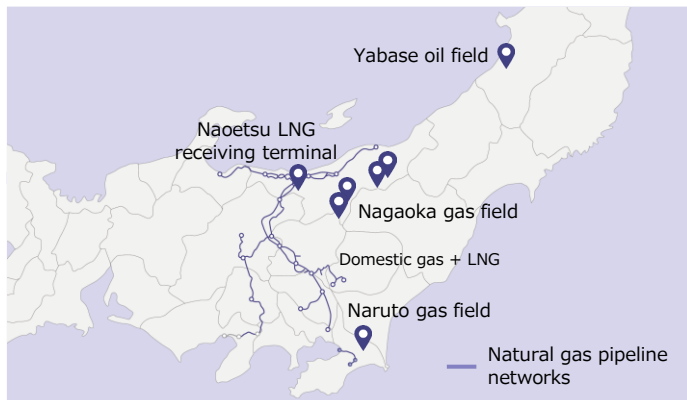 Yabase oil field
Naoetsu LNG
receiving terminal
Nagaoka gas field
Domestic gas + LNG
Naruto gas field
Natural gas pipeline
networks